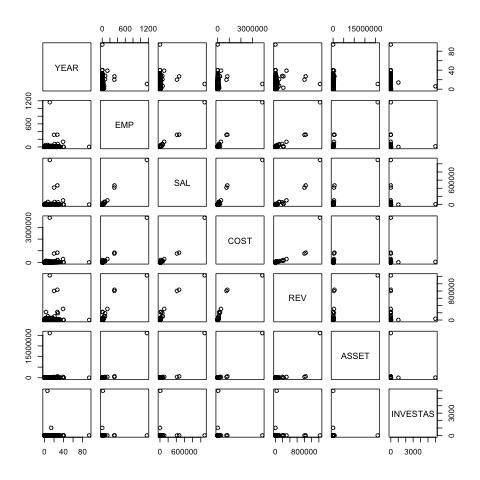 0 600 1200
0 3000000
0 15000000
YEAR
0 40 80
0 600 1200
EMP
SAL
0 600000
0 3000000
COST
REV
0 800000
0 15000000
ASSET
INVESTAS
0 3000
0 40 80
0 600000
0 800000
0 3000